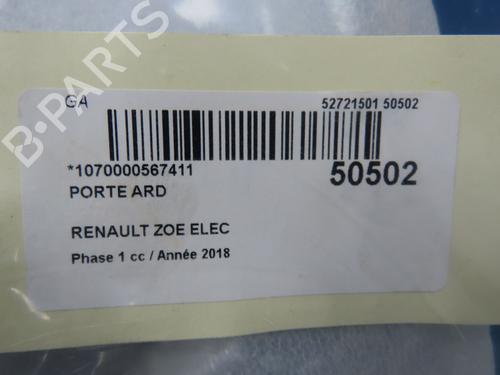 GA
52721501 50502
*1070000567411
50502
PORTE ARD
RENAULT ZOE ELEC
Phase 1 cc / Année 2018
B-PARTS